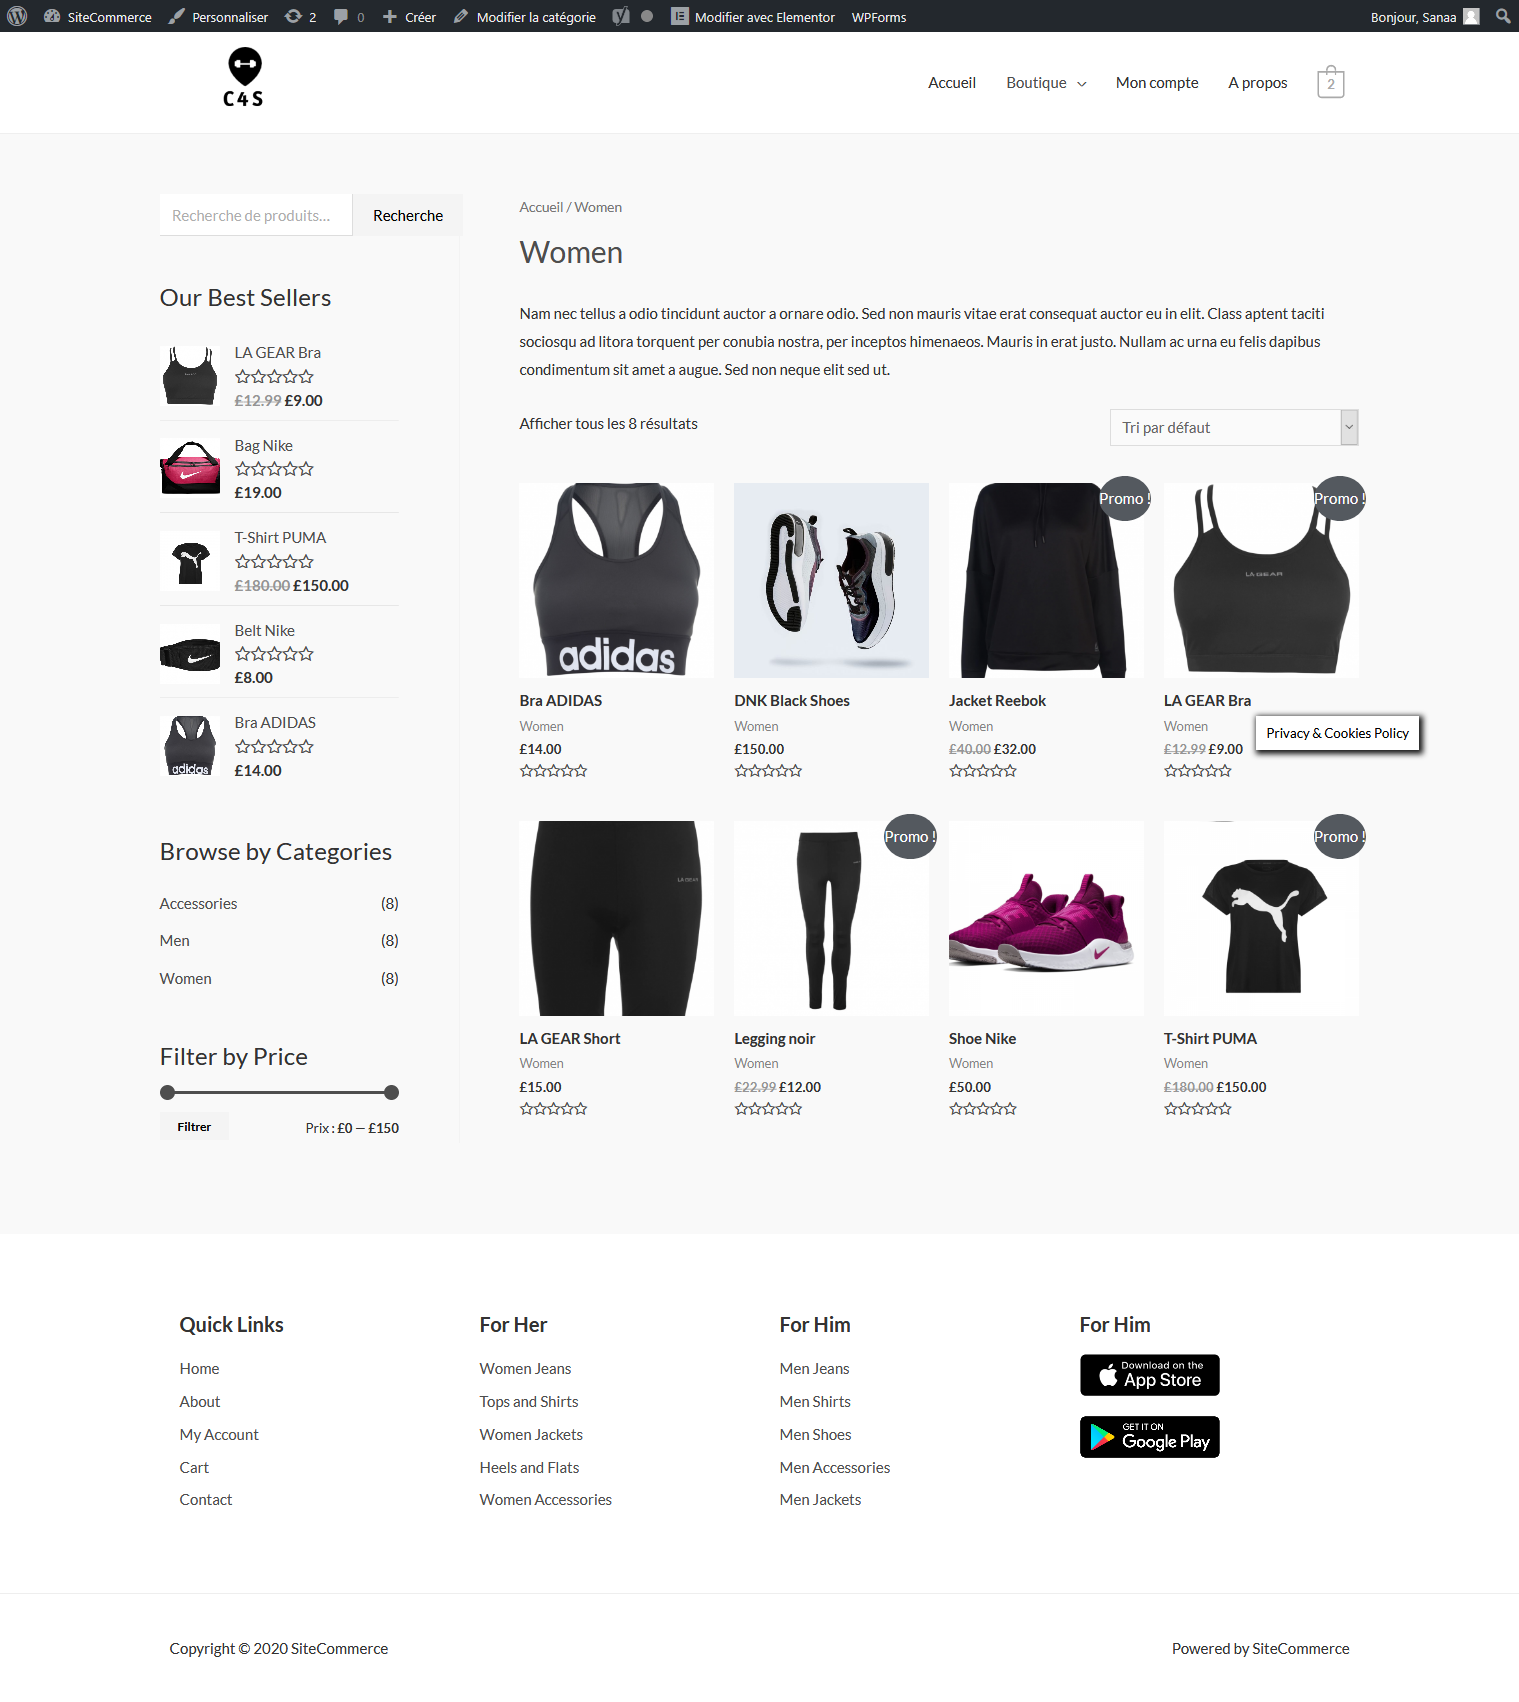 SiteCommerce Personnaliser 2 0 Créer Modifier la catégorie Modifier avec Elementor WPForms Bonjour, Sanaa
C4S
Accueil Boutique Mon compte A propos 2
Recherche de produits… Recherche
Our Best Sellers
LA GEAR Bra
£12.99 £9.00
Bag Nike
£19.00
T-Shirt PUMA
£180.00 £150.00
Belt Nike
£8.00
Bra ADIDAS
adidas
£14.00
Browse by Categories
Accessories (8)
Men (8)
Women (8)
Filter by Price
Filtrer Prix : £0 — £150
Accueil / Women
Women
Nam nec tellus a odio tincidunt auctor a ornare odio. Sed non mauris vitae erat consequat auctor eu in elit. Class aptent taciti
sociosqu ad litora torquent per conubia nostra, per inceptos himenaeos. Mauris in erat justo. Nullam ac urna eu felis dapibus
condimentum sit amet a augue. Sed non neque elit sed ut.
Afficher tous les 8 résultats
Tri par défaut
adidas
Bra ADIDAS
Women
£14.00
DNK Black Shoes
Women
£150.00
Promo !
Jacket Reebok
Women
£40.00 £32.00
Promo !
LA GEAR
LA GEAR Bra
Women
£12.99 £9.00
Privacy & Cookies Policy
LA GEAR
LA GEAR Short
Women
£15.00
Promo !
Legging noir
Women
£22.99 £12.00
Shoe Nike
Women
£50.00
Promo !
T-Shirt PUMA
Women
£180.00 £150.00
Quick Links
Home
About
My Account
Cart
Contact
For Her
Women Jeans
Tops and Shirts
Women Jackets
Heels and Flats
Women Accessories
For Him
Men Jeans
Men Shirts
Men Shoes
Men Accessories
Men Jackets
For Him
Download on the
App Store
GET IT ON
Google Play
Copyright © 2020 SiteCommerce
Powered by SiteCommerce